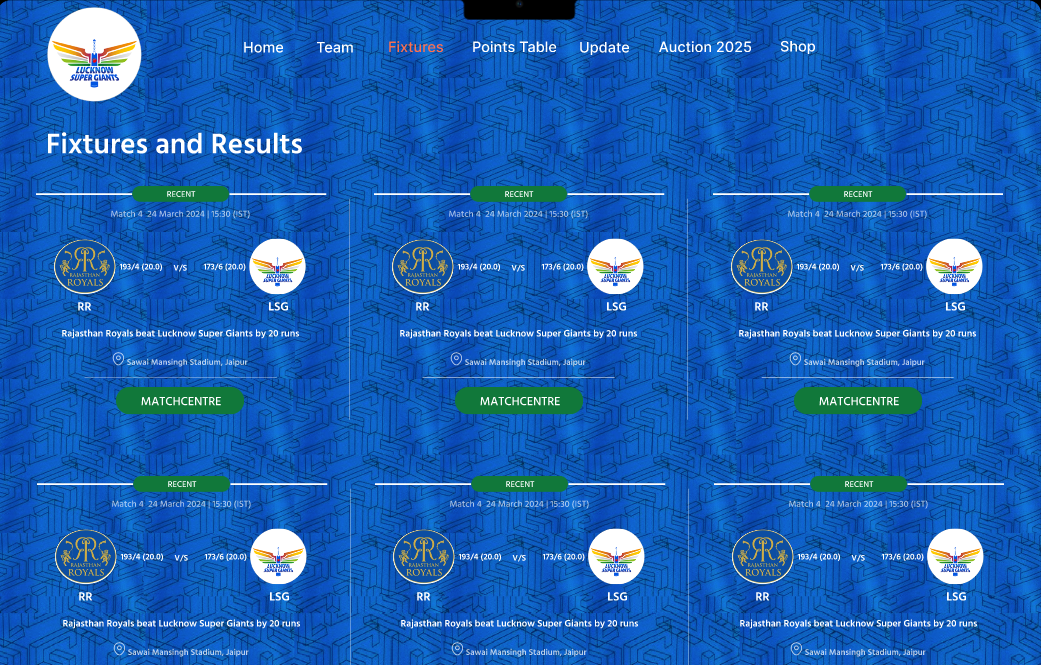 Home Team Fixtures Points Table Update Auction 2025 Shop
LUCKNOW
SUPER GIANTS
Fixtures and Results
RECENT RECENT RECENT
Match 4 24 March 2024 | 15:30 (IST) Match 4 24 March 2024 | 15:30 (IST) Match 4 24 March 2024 | 15:30 (IST)
RAJASTHAN ROYALS 193/4 (20.0) V/S 173/6 (20.0) LUCKNOW SUPER GIANTS RAJASTHAN ROYALS 193/4 (20.0) V/S 173/6 (20.0) LUCKNOW SUPER GIANTS RAJASTHAN ROYALS 193/4 (20.0) V/S 173/6 (20.0) LUCKNOW SUPER GIANTS
RR LSG RR LSG RR LSG
Rajasthan Royals beat Lucknow Super Giants by 20 runs Rajasthan Royals beat Lucknow Super Giants by 20 runs Rajasthan Royals beat Lucknow Super Giants by 20 runs
Sawai Mansingh Stadium, Jaipur Sawai Mansingh Stadium, Jaipur Sawai Mansingh Stadium, Jaipur
MATCHCENTRE MATCHCENTRE MATCHCENTRE
RECENT RECENT RECENT
Match 4 24 March 2024 | 15:30 (IST) Match 4 24 March 2024 | 15:30 (IST) Match 4 24 March 2024 | 15:30 (IST)
RAJASTHAN ROYALS 193/4 (20.0) V/S 173/6 (20.0) LUCKNOW SUPER GIANTS RAJASTHAN ROYALS 193/4 (20.0) V/S 173/6 (20.0) LUCKNOW SUPER GIANTS RAJASTHAN ROYALS 193/4 (20.0) V/S 173/6 (20.0) LUCKNOW SUPER GIANTS
RR LSG RR LSG RR LSG
Rajasthan Royals beat Lucknow Super Giants by 20 runs Rajasthan Royals beat Lucknow Super Giants by 20 runs Rajasthan Royals beat Lucknow Super Giants by 20 runs
Sawai Mansingh Stadium, Jaipur Sawai Mansingh Stadium, Jaipur Sawai Mansingh Stadium, Jaipur